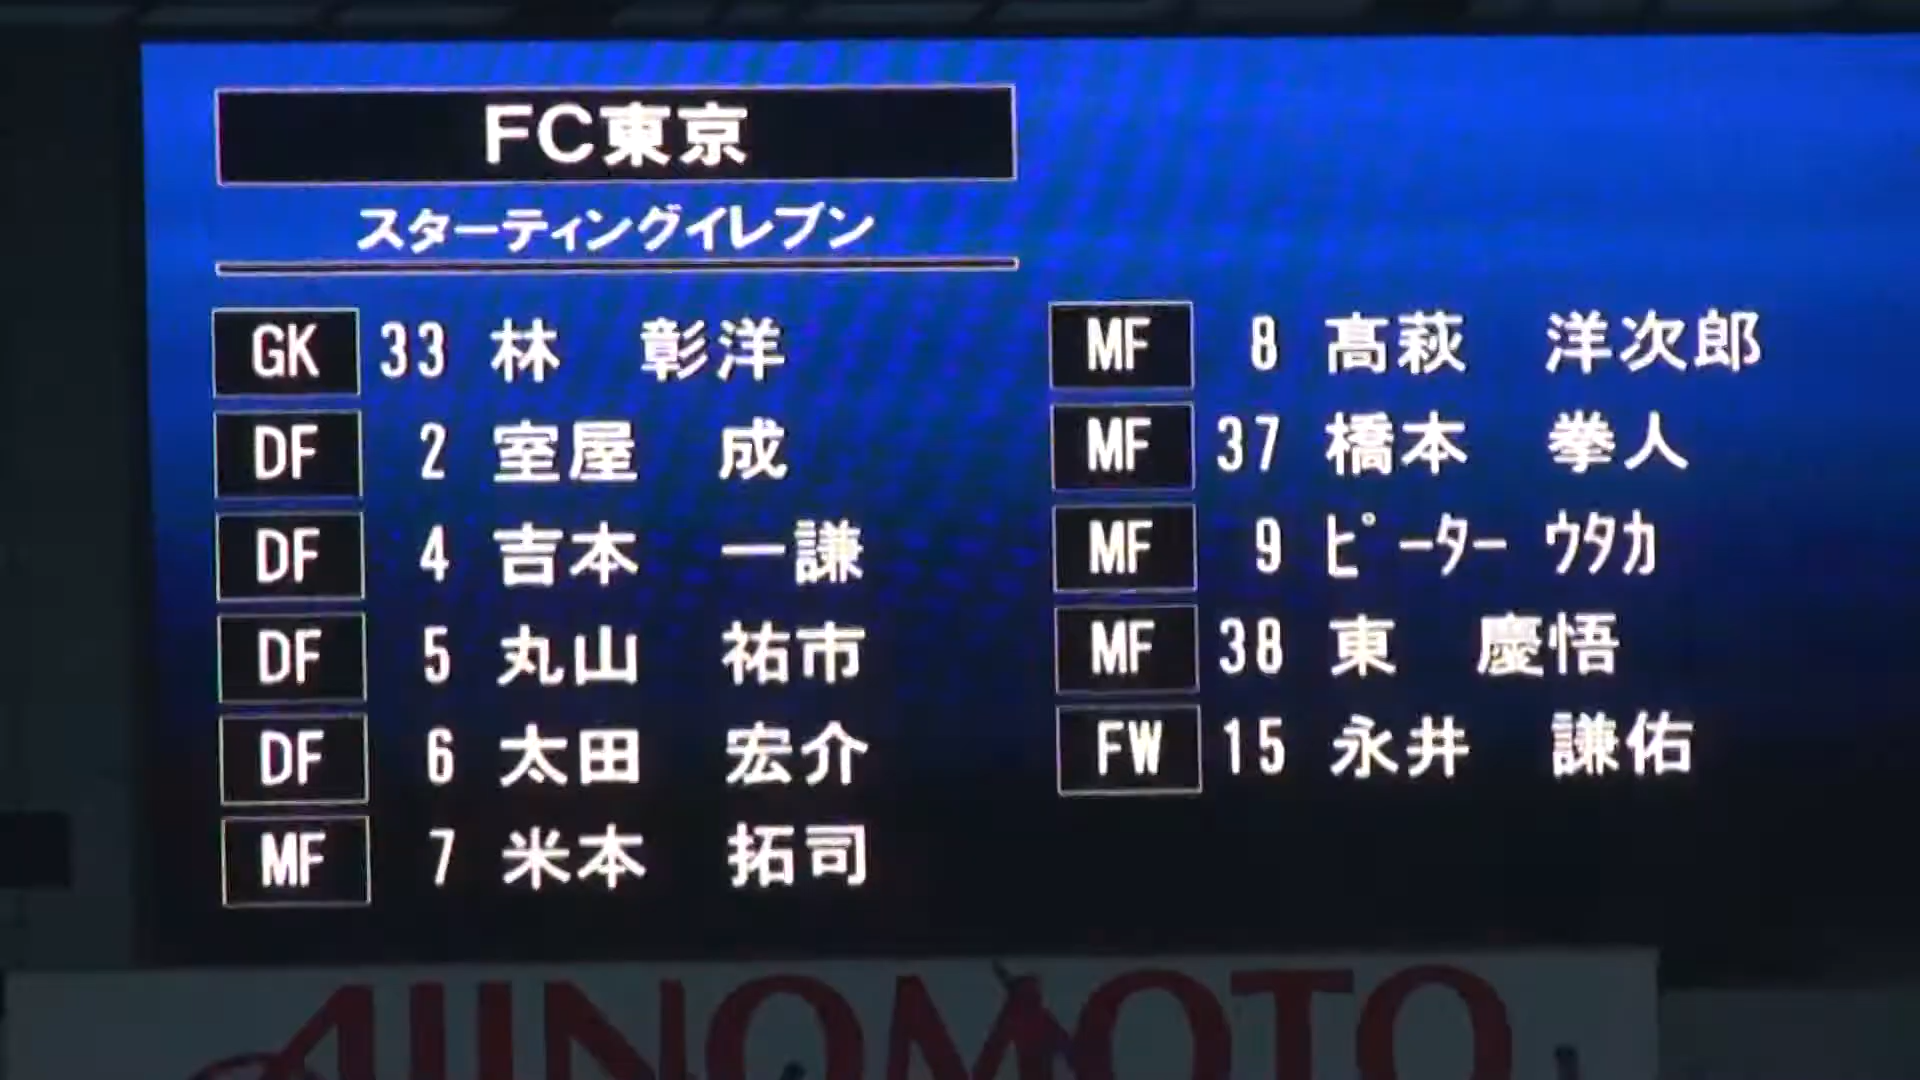 FC東京
スターティングイレブン
GK 33 林 彰洋
DF 2 室屋 成
DF 4 吉本 一謙
DF 5 丸山 祐市
DF 6 太田 宏介
MF 7 米本 拓司
MF 8 髙萩 洋次郎
MF 37 橋本 拳人
MF 9 ﾋﾟｰﾀｰ ｳﾀｶ
MF 38 東 慶悟
FW 15 永井 謙佑
AJINOMOTO